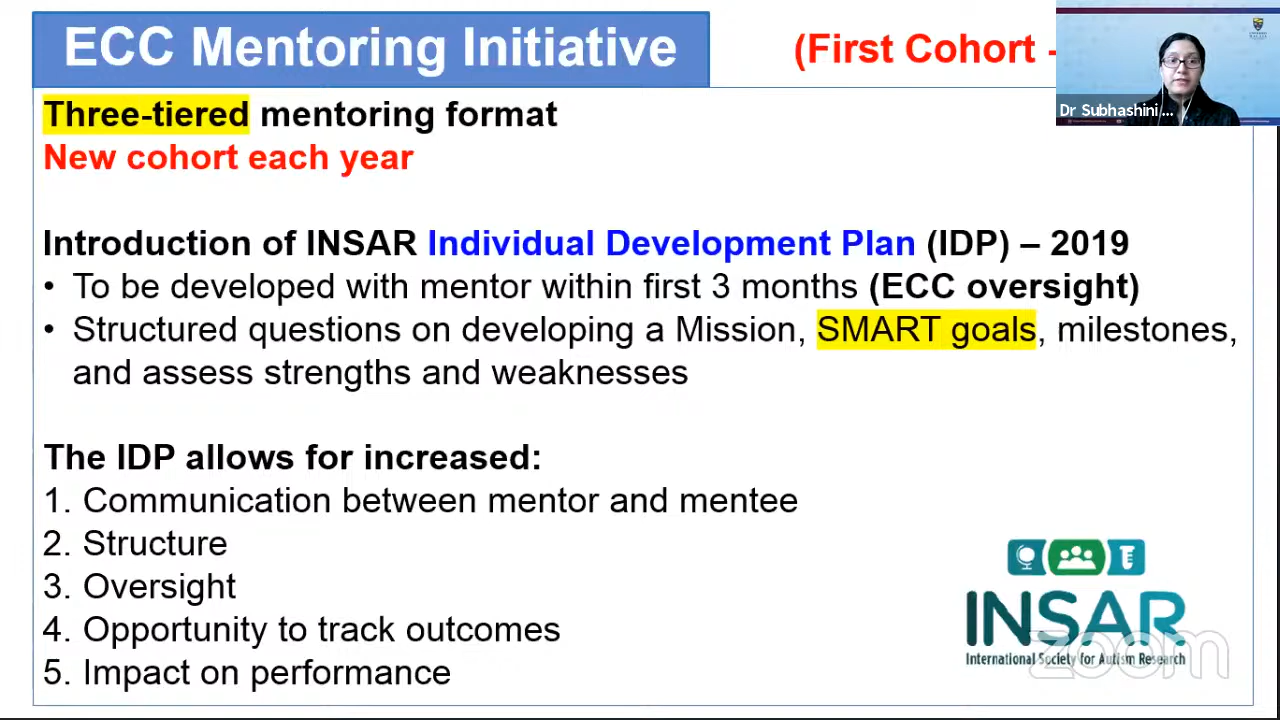 ECC Mentoring Initiative
(First Cohort -
Dr Subhashini ...
Three-tiered mentoring format
New cohort each year
Introduction of INSAR Individual Development Plan (IDP) – 2019
• To be developed with mentor within first 3 months (ECC oversight)
• Structured questions on developing a Mission, SMART goals, milestones,
and assess strengths and weaknesses
The IDP allows for increased:
1. Communication between mentor and mentee
2. Structure
3. Oversight
4. Opportunity to track outcomes
5. Impact on performance
INSAR
International Society for Autism Research
zoom